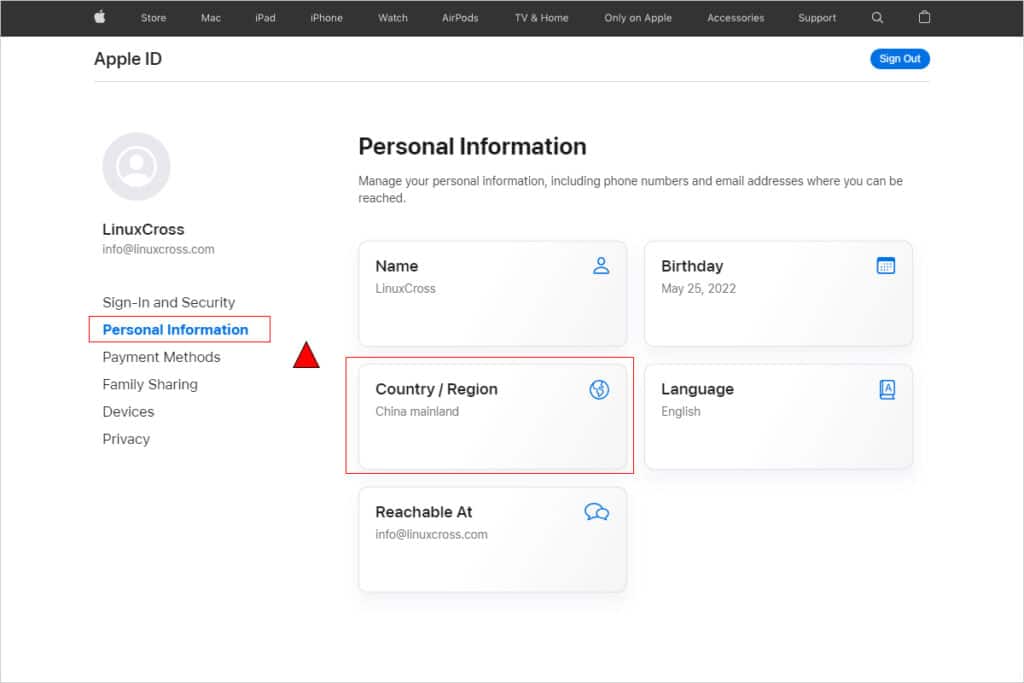 Store Mac iPad iPhone Watch AirPods TV & Home Only on Apple Accessories Support
Apple ID
Sign Out
LinuxCross
info@linuxcross.com
Sign-In and Security
Personal Information
Payment Methods
Family Sharing
Devices
Privacy
Personal Information
Manage your personal information, including phone numbers and email addresses where you can be
reached.
Name
LinuxCross
Birthday
May 25, 2022
Country / Region
China mainland
Language
A
English
Reachable At
info@linuxcross.com